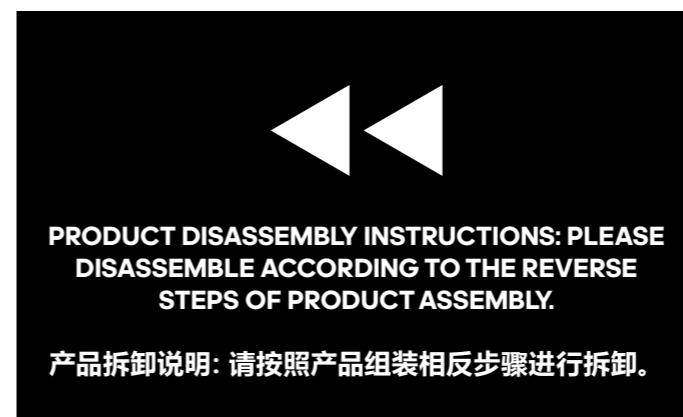 PRODUCT DISASSEMBLY INSTRUCTIONS: PLEASE
DISASSEMBLE ACCORDING TO THE REVERSE
STEPS OF PRODUCT ASSEMBLY.
产品拆卸说明：请按照产品组装相反步骤进行拆卸。